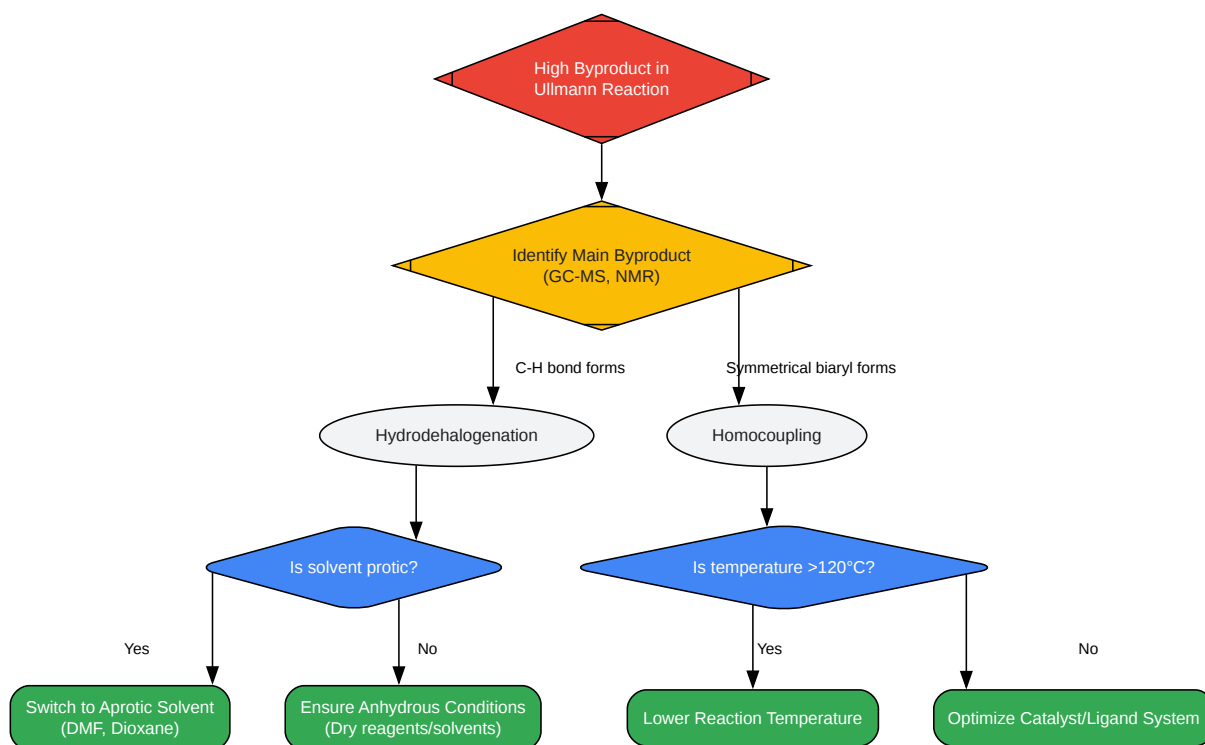 High Byproduct in
Ullmann Reaction
Identify Main Byproduct
(GC-MS, NMR)
C-H bond forms
Symmetrical biaryl forms
Hydrodehalogenation
Homocoupling
Is solvent protic?
Is temperature >120°C?
Yes
No
Yes
No
Switch to Aprotic Solvent
(DMF, Dioxane)
Ensure Anhydrous Conditions
(Dry reagents/solvents)
Lower Reaction Temperature
Optimize Catalyst/Ligand System